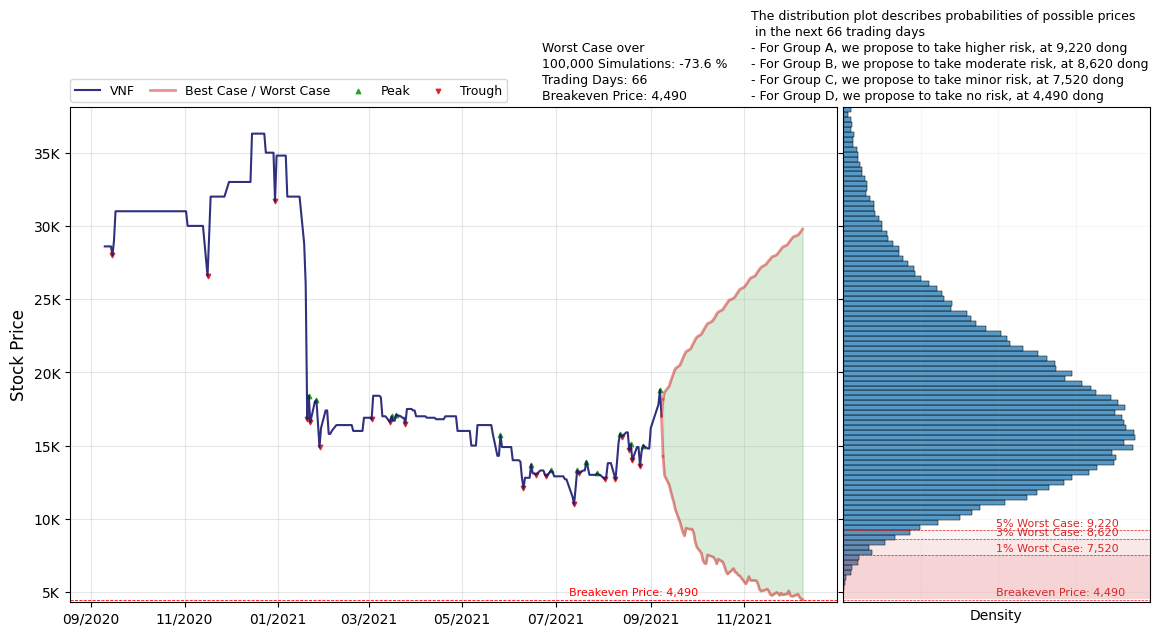 The distribution plot describes probabilities of possible prices
in the next 66 trading days
- For Group A, we propose to take higher risk, at 9,220 dong
- For Group B, we propose to take moderate risk, at 8,620 dong
- For Group C, we propose to take minor risk, at 7,520 dong
- For Group D, we propose to take no risk, at 4,490 dong
Worst Case over
100,000 Simulations: -73.6 %
Trading Days: 66
Breakeven Price: 4,490
VNF
Best Case / Worst Case
Peak
Trough
Stock Price
35K
30K
25K
20K
15K
10K
5K
09/2020
11/2020
01/2021
03/2021
05/2021
07/2021
09/2021
11/2021
Breakeven Price: 4,490
5% Worst Case: 9,220
3% Worst Case: 8,620
1% Worst Case: 7,520
Breakeven Price: 4,490
Density